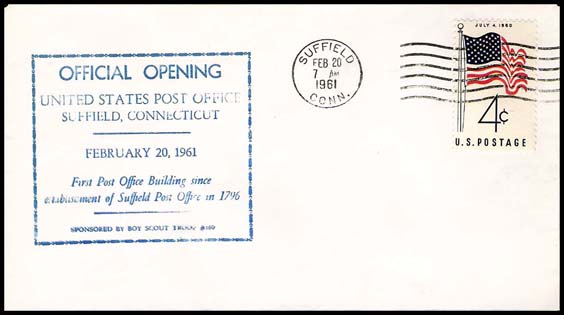 OFFICIAL OPENING
UNITED STATES POST OFFICE
SUFFIELD, CONNECTICUT
FEBRUARY 20, 1961
First Post Office Building since
establissment of Suffield Post Office in 1796
SPONSORED BY BOY SCOUT TROOP #160
SUFFIELD
FEB 20
7 AM
1961
CONN.
JULY 4, 1960
4¢
U.S. POSTAGE